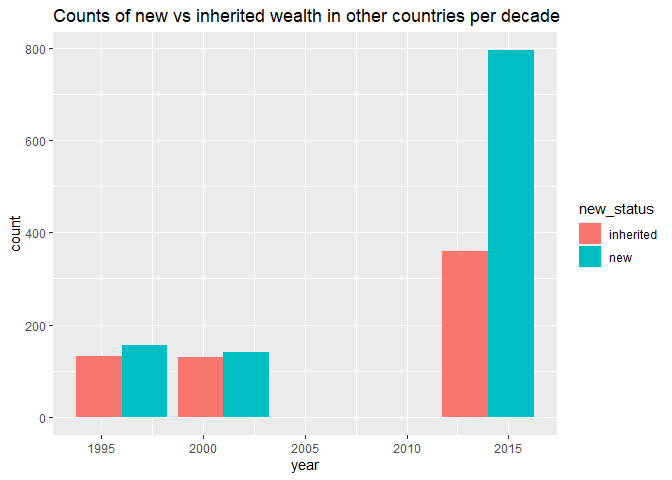 Counts of new vs inherited wealth in other countries per decade
800
600
400
200
0
count
1995
2000
2005
2010
2015
year
new_status
inherited
new